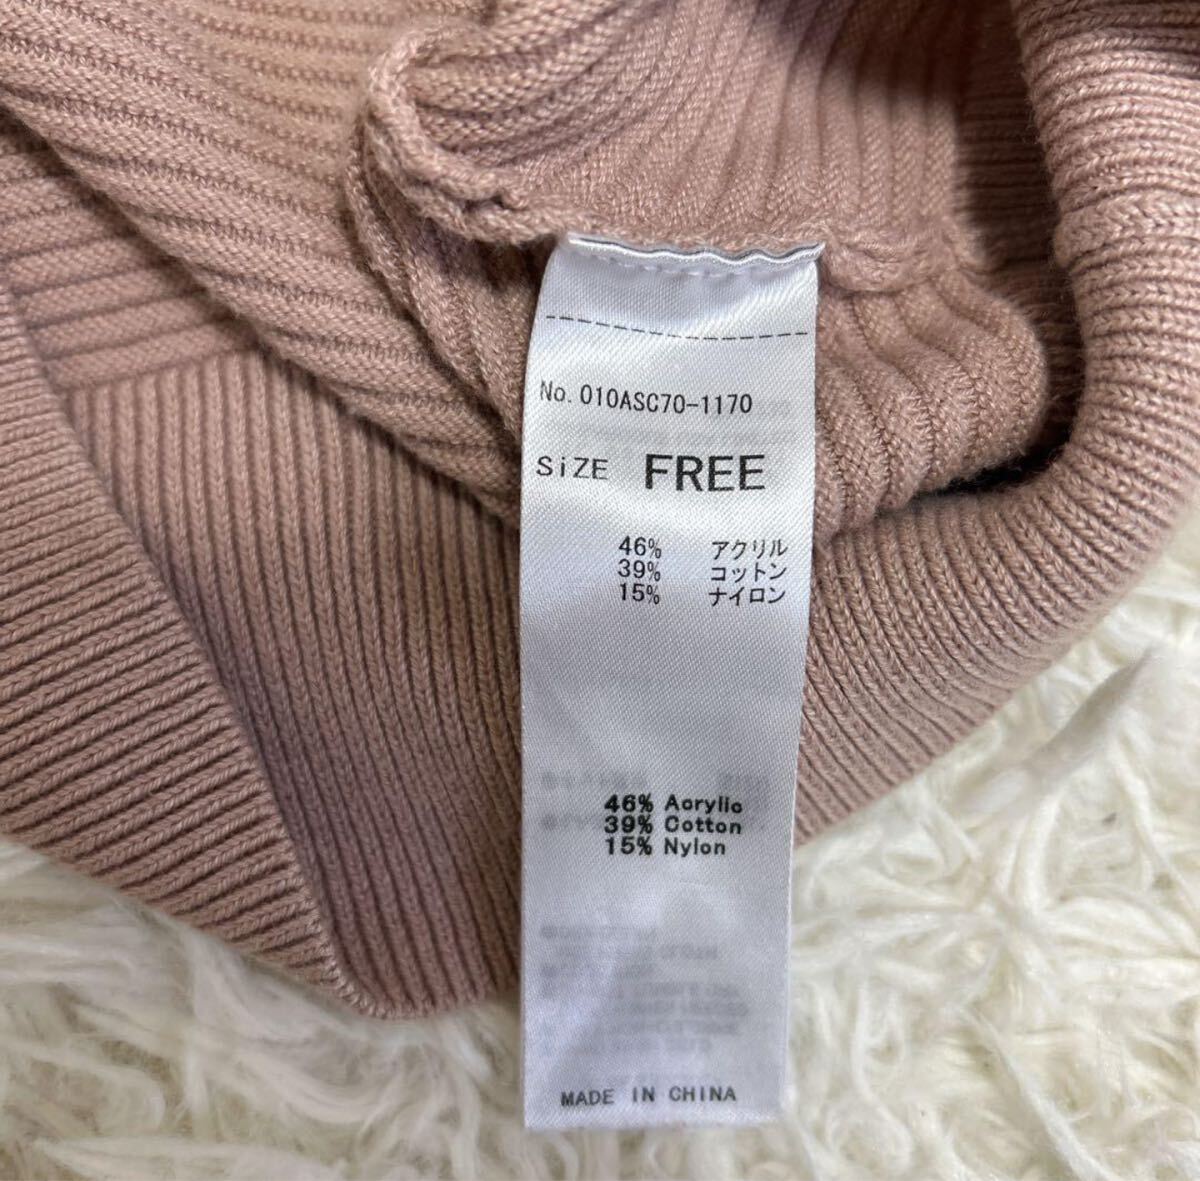 No. 010ASC70-1170
SiZE FREE
46% アクリル
39% コットン
15% ナイロン
46% Acrylic
39% Cotton
15% Nylon
MADE IN CHINA